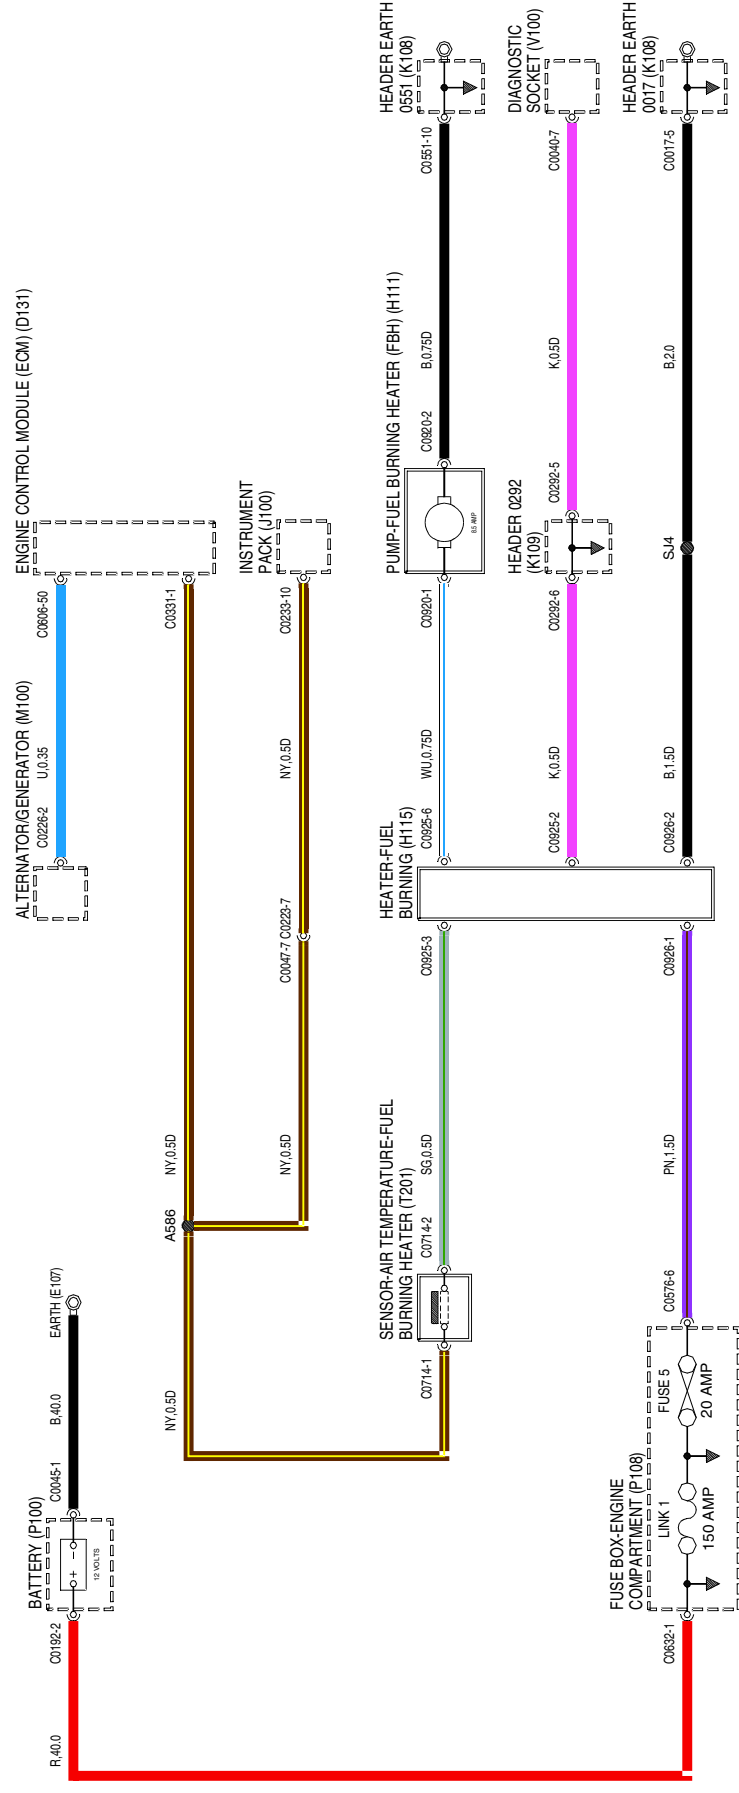 BATTERY (P100)
12 VOLTS
+ −
C0192-2
R,40.0
C0045-1
B,40.0
EARTH (E107)
ALTERNATOR/GENERATOR (M100)
C0226-2
U,0.35
C0606-50
ENGINE CONTROL MODULE (ECM) (D131)
C0331-1
NY,0.5D
A586
NY,0.5D
NY,0.5D
C0047-7
C0223-7
NY,0.5D
C0233-10
INSTRUMENT
PACK (J100)
SENSOR-AIR TEMPERATURE-FUEL
BURNING HEATER (T201)
C0714-1
C0714-2
SG,0.5D
C0925-3
HEATER-FUEL
BURNING (H115)
C0925-6
WU,0.75D
C0920-1
PUMP-FUEL BURNING HEATER (FBH) (H111)
C0920-2
B,0.75D
C0551-10
HEADER EARTH
0551 (K108)
C0925-2
K,0.5D
C0292-6
HEADER 0292
(K109)
C0292-5
K,0.5D
C0040-7
DIAGNOSTIC
SOCKET (V100)
FUSE BOX-ENGINE
COMPARTMENT (P108)
C0632-1
LINK 1
150 AMP
FUSE 5
20 AMP
C0576-6
PN,1.5D
C0926-1
C0926-2
B,1.5D
SJ4
B,2.0
C0017-5
HEADER EARTH
0017 (K108)